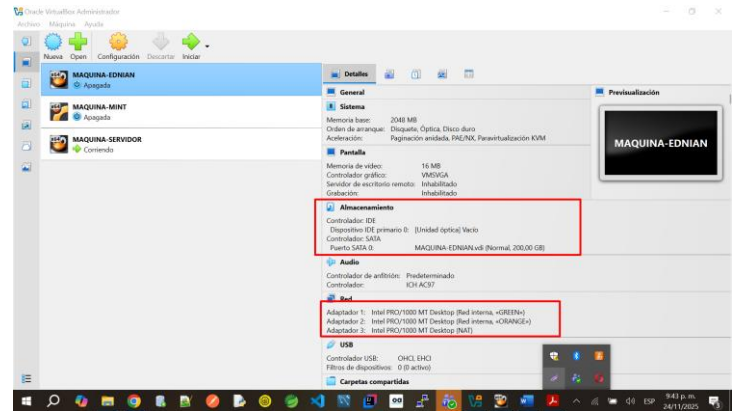 Oracle VirtualBox Administrador
Archivo Máquina Ayuda
Nueva Open Configuración Descartar Iniciar
MAQUINA-EDNIAN
Apagada
MAQUINA-MINT
Apagada
MAQUINA-SERVIDOR
Corriendo
Detalles
General
Sistema
Memoria base: 2048 MB
Orden de arranque: Disquete, Óptica, Disco duro
Aceleración: Paginación anidada, PAE/NX, Paravirtualización KVM
Pantalla
Memoria de vídeo: 16 MB
Controlador gráfico: VMSVGA
Servidor de escritorio remoto: Inhabilitado
Grabación: Inhabilitado
Almacenamiento
Controlador: IDE
Dispositivo IDE primario 0: [Unidad óptica] Vacío
Controlador: SATA
Puerto SATA 0: MAQUINA-EDNIAN.vdi (Normal, 200,00 GB)
Audio
Controlador de anfitrión: Predeterminado
Controlador: ICH AC97
Red
Adaptador 1: Intel PRO/1000 MT Desktop (Red interna, «GREEN»)
Adaptador 2: Intel PRO/1000 MT Desktop (Red interna, «ORANGE»)
Adaptador 3: Intel PRO/1000 MT Desktop (NAT)
USB
Controlador USB: OHCI, EHCI
Filtros de dispositivos: 0 (0 activo)
Carpetas compartidas
Previsualización
MAQUINA-EDNIAN
ESP
9:43 p. m.
24/11/2025